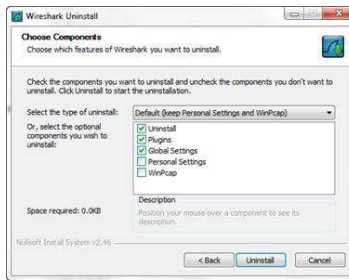 Wireshark Uninstall
Choose Components
Choose which features of Wireshark you want to uninstall.
Check the components you want to uninstall and uncheck the components you don't want to
uninstall. Click Uninstall to start the uninstallation.
Select the type of uninstall:
Default (keep Personal Settings and WinPcap)
Or, select the optional
components you wish to
uninstall:
Uninstall
Plugins
Global Settings
Personal Settings
WinPcap
Space required: 0.0KB
Description
Position your mouse over a component to see its
description.
Nullsoft Install System v2.46
< Back
Uninstall
Cancel